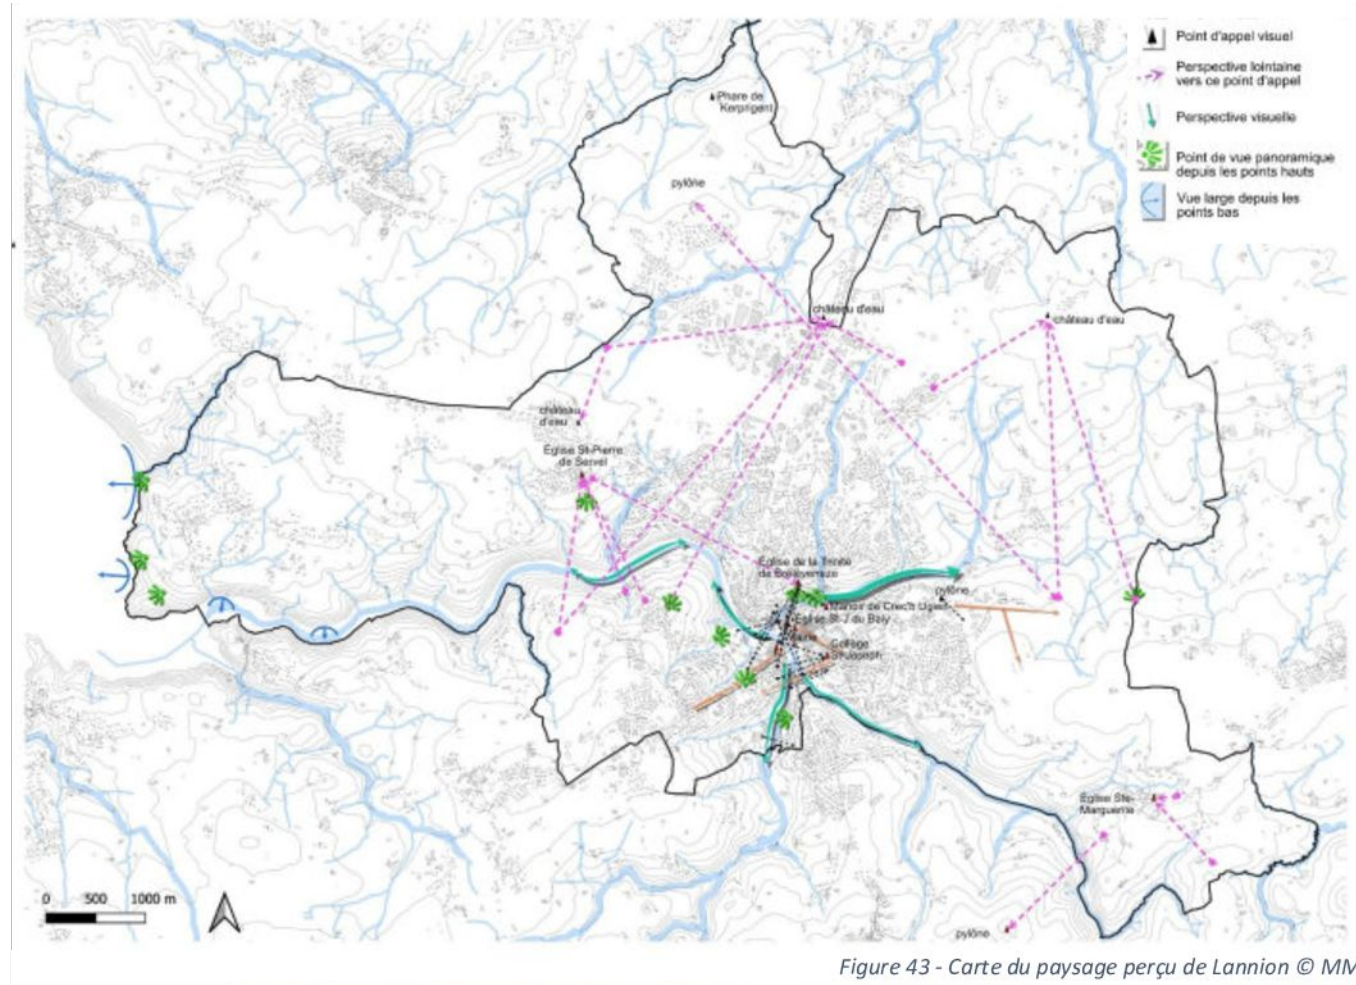 Point d'appel visuel
Perspective lointaine
vers ce point d'appel
Perspective visuelle
Point de vue panoramique
depuis les points hauts
Vue large depuis les
points bas
Phare de
Kerprigent
pylône
château d'eau
château d'eau
château
d'eau
Eglise St-Pierre
de Servel
Eglise de la Trinité
de Brélévenez
pylône
Manoir de Crec'h Ugien
Eglise St-J du Baly
Collège
Eglise Ste-
Marguerite
pylône
0 500 1000 m
Figure 43 - Carte du paysage perçu de Lannion © MM